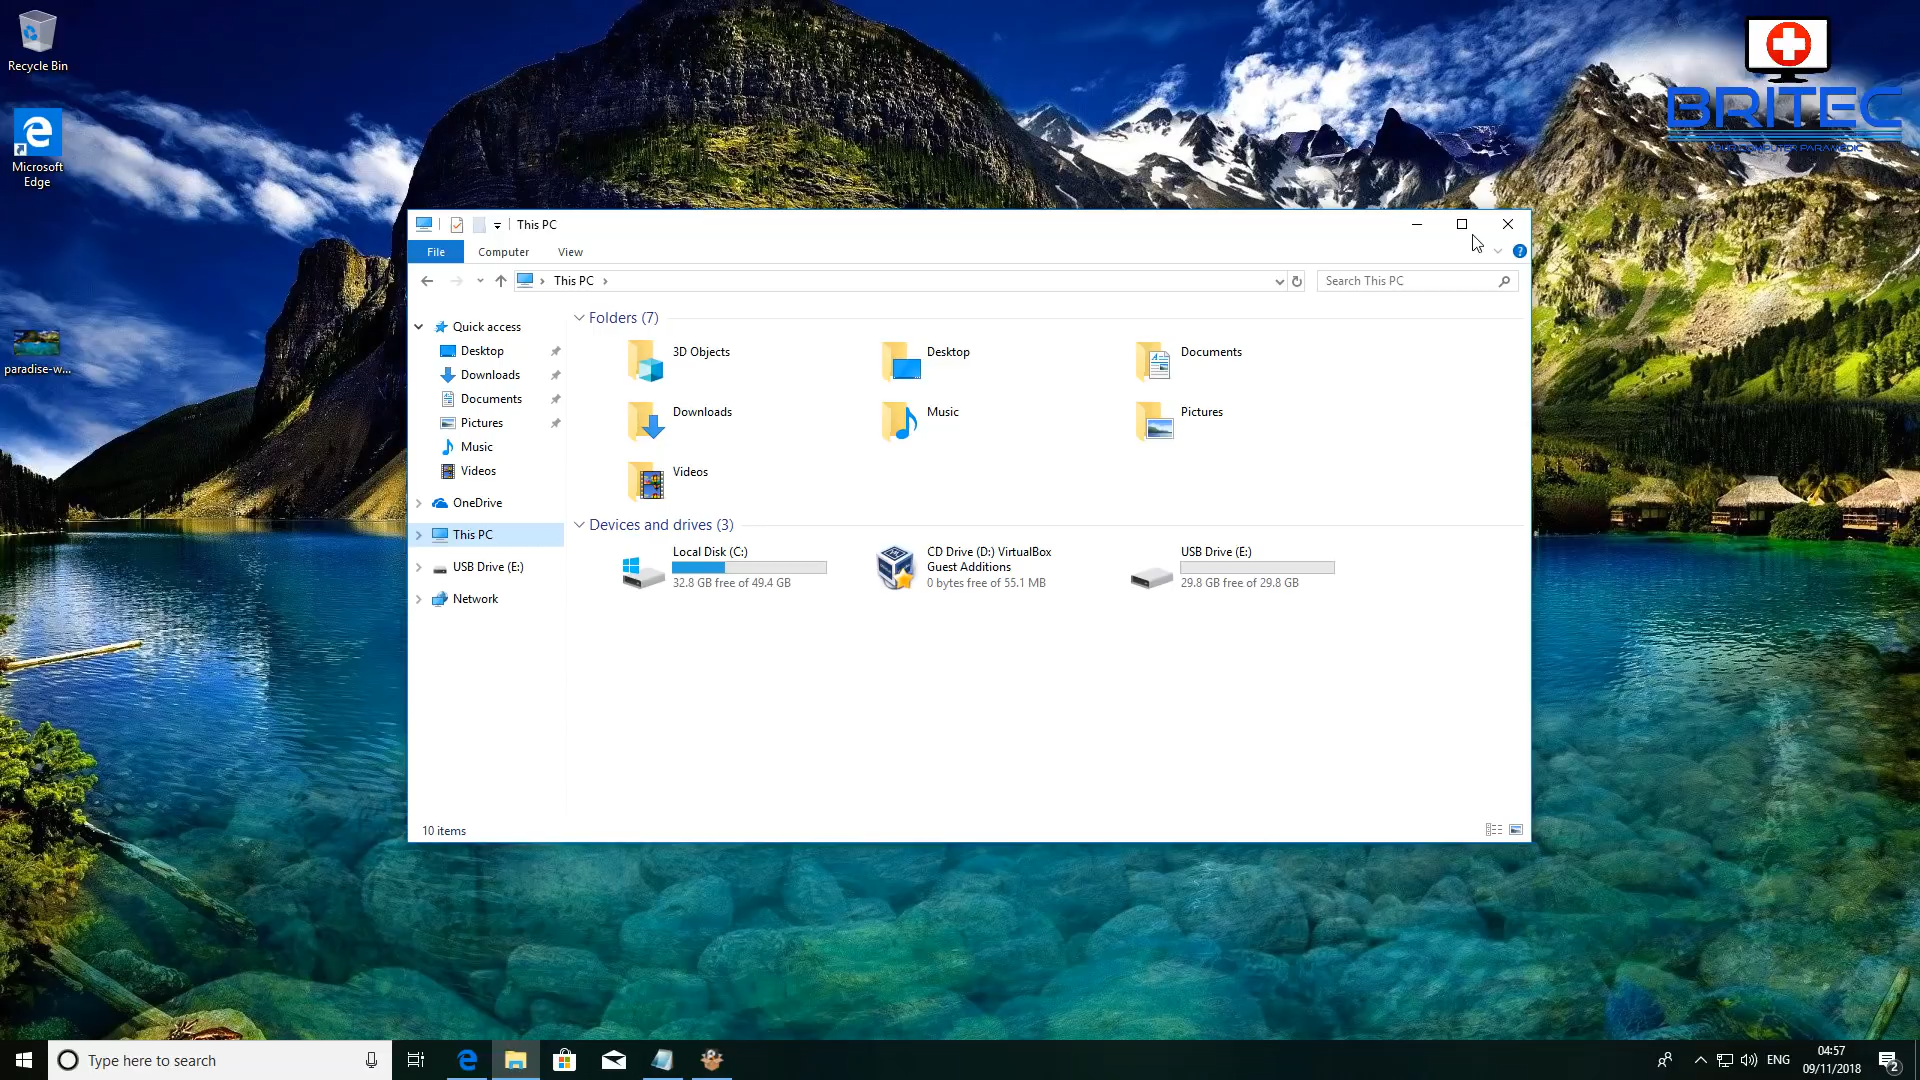 Recycle Bin
Microsoft
Edge
paradise-w...
BRITEC
YOUR COMPUTER PARAMEDIC
This PC
File
Computer
View
This PC
Search This PC
Quick access
Desktop
Downloads
Documents
Pictures
Music
Videos
OneDrive
This PC
USB Drive (E:)
Network
Folders (7)
3D Objects
Desktop
Documents
Downloads
Music
Pictures
Videos
Devices and drives (3)
Local Disk (C:)
32.8 GB free of 49.4 GB
CD Drive (D:) VirtualBox
Guest Additions
0 bytes free of 55.1 MB
USB Drive (E:)
29.8 GB free of 29.8 GB
10 items
Type here to search
ENG
04:57
09/11/2018
2